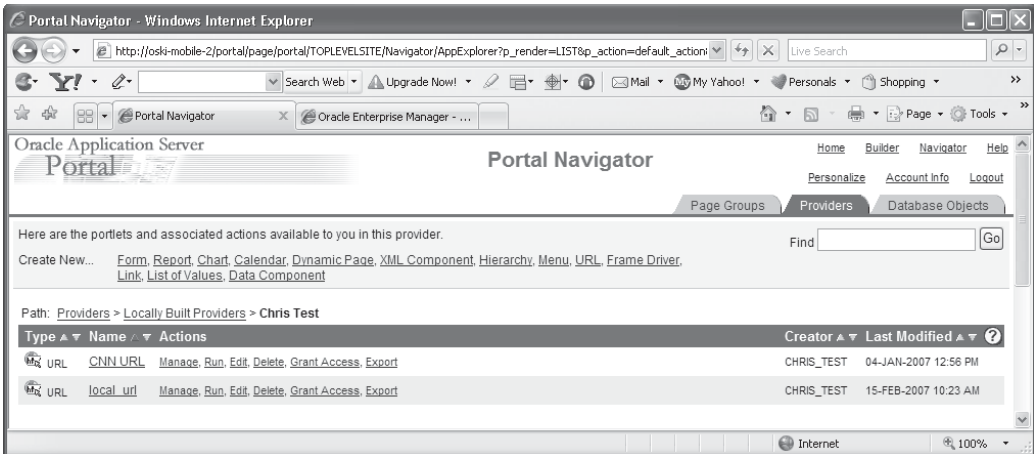 Portal Navigator - Windows Internet Explorer
http://oski-mobile-2/portal/page/portal/TOPLEVELSITE/Navigator/AppExplorer?p_render=LIST&p_action=default_action
Live Search
Search Web
Upgrade Now!
Mail
My Yahoo!
Personals
Shopping
Portal Navigator
Oracle Enterprise Manager - ...
Page
Tools
Oracle Application Server
Portal
Portal Navigator
Home Builder Navigator Help
Personalize Account Info Logout
Page Groups Providers Database Objects
Here are the portlets and associated actions available to you in this provider.
Find Go
Create New... Form, Report, Chart, Calendar, Dynamic Page, XML Component, Hierarchy, Menu, URL, Frame Driver,
Link, List of Values, Data Component
Path: Providers > Locally Built Providers > Chris Test
Type Name Actions Creator Last Modified ?
URL CNN URL Manage, Run, Edit, Delete, Grant Access, Export CHRIS_TEST 04-JAN-2007 12:56 PM
URL local_url Manage, Run, Edit, Delete, Grant Access, Export CHRIS_TEST 15-FEB-2007 10:23 AM
Internet 100%